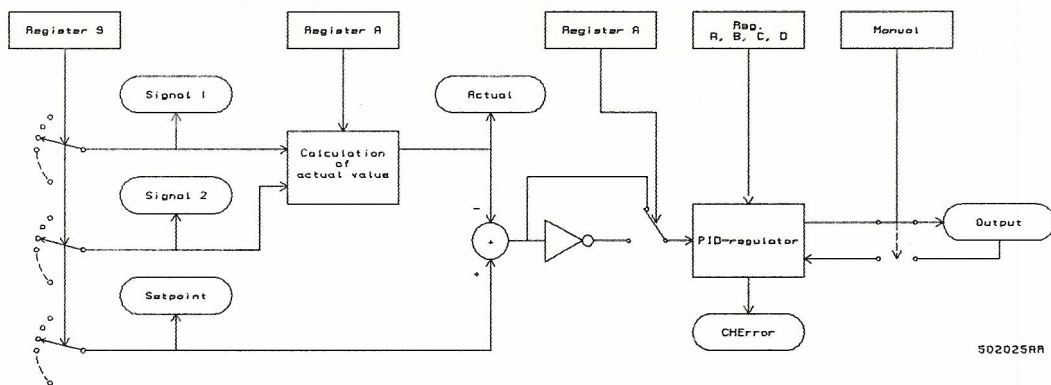 Register 9
Register A
Register A
Reg.
A, B, C, D
Manual
Signal 1
Actual
Calculation
of
actual value
Signal 2
-
+
+
PID-regulator
Output
Setpoint
CHError
502025AA